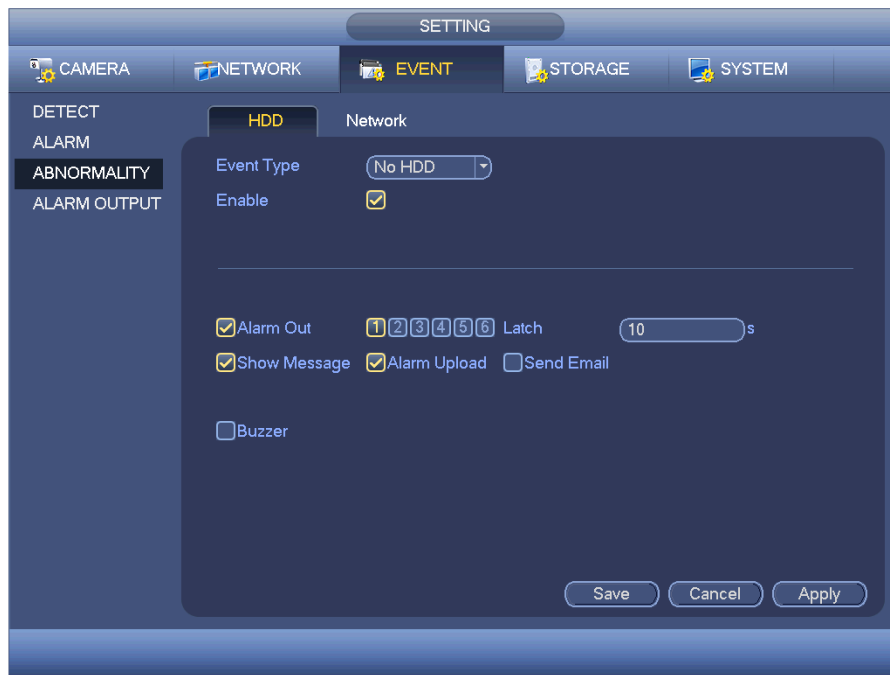 SETTING
CAMERA NETWORK EVENT STORAGE SYSTEM
DETECT
ALARM
ABNORMALITY
ALARM OUTPUT
HDD Network
Event Type No HDD
Enable
Alarm Out 1 2 3 4 5 6 Latch 10 s
Show Message Alarm Upload Send Email
Buzzer
Save Cancel Apply